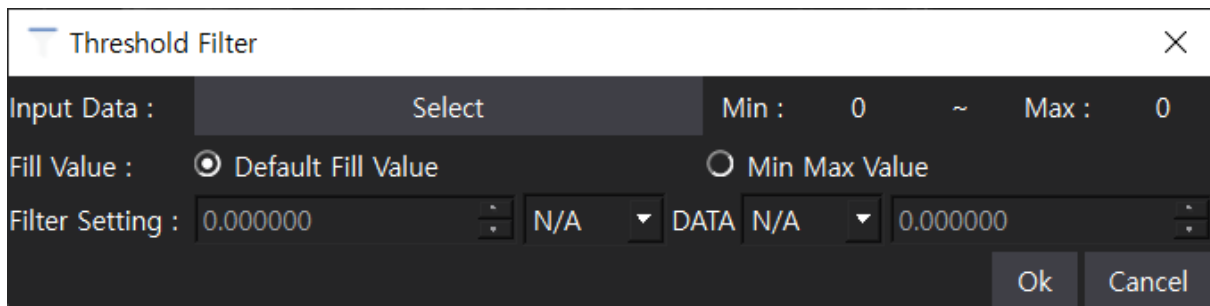 Threshold Filter
Input Data : Select Min : 0 ~ Max : 0
Fill Value : Default Fill Value Min Max Value
Filter Setting : 0.000000 N/A DATA N/A 0.000000
Ok Cancel